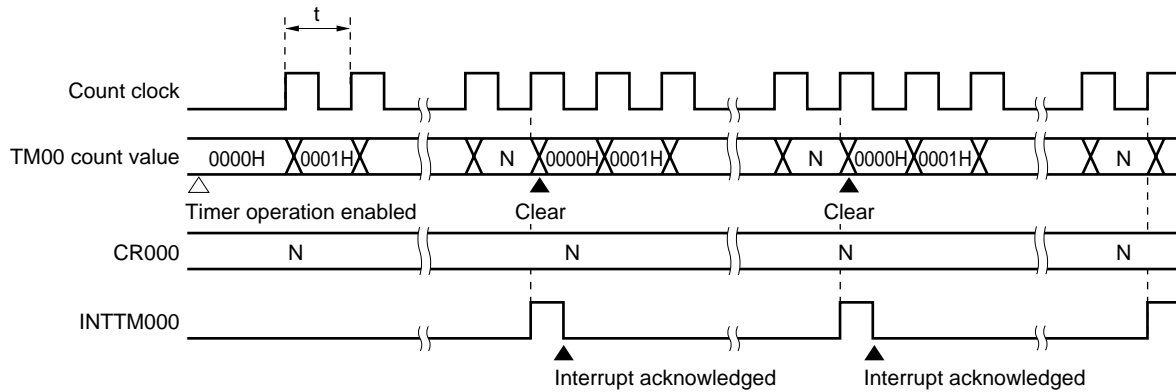 t
Count clock
TM00 count value 0000H 0001H N 0000H 0001H N 0000H 0001H N
Timer operation enabled Clear Clear
CR000 N N N N
INTTM000
Interrupt acknowledged Interrupt acknowledged